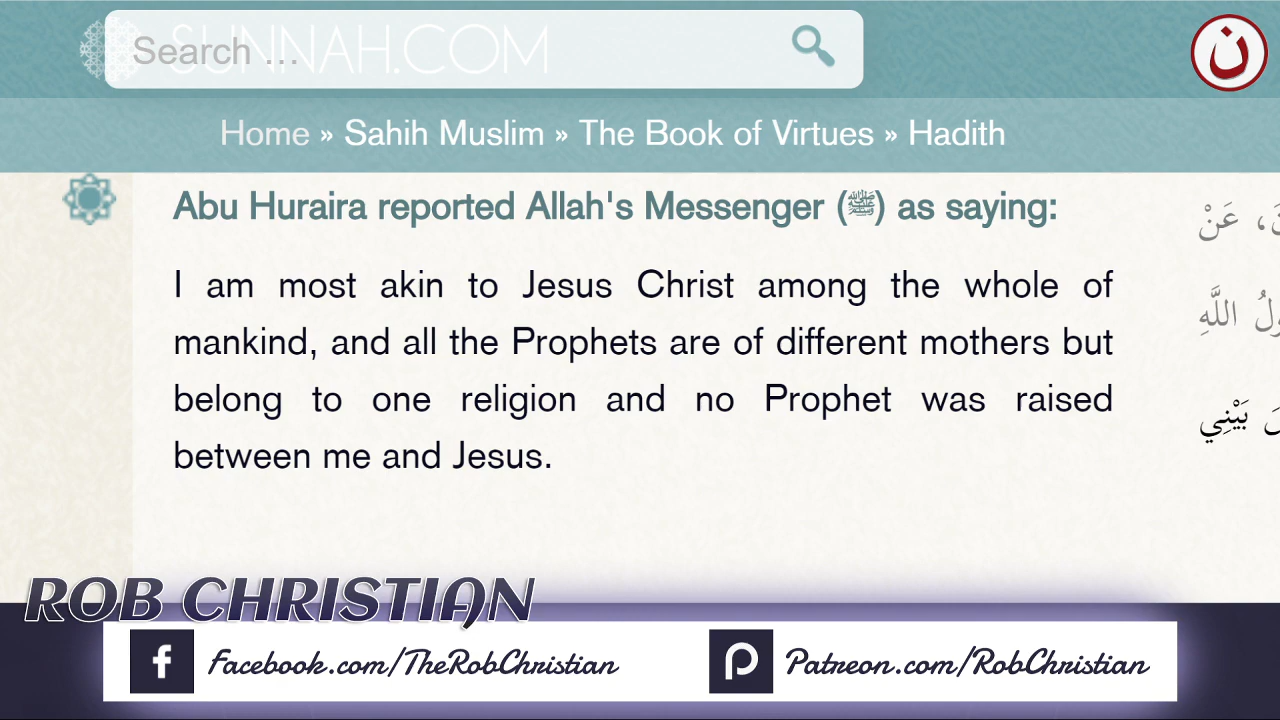 SUNNAH.COM
Search ...
ن
Home » Sahih Muslim » The Book of Virtues » Hadith
Abu Huraira reported Allah's Messenger (ﷺ) as saying:
I am most akin to Jesus Christ among the whole of
mankind, and all the Prophets are of different mothers but
belong to one religion and no Prophet was raised
between me and Jesus.
، عَنْ
اللَّهِ
بَيْنِي
ROB CHRISTIAN
Facebook.com/TheRobChristian
Patreon.com/RobChristian